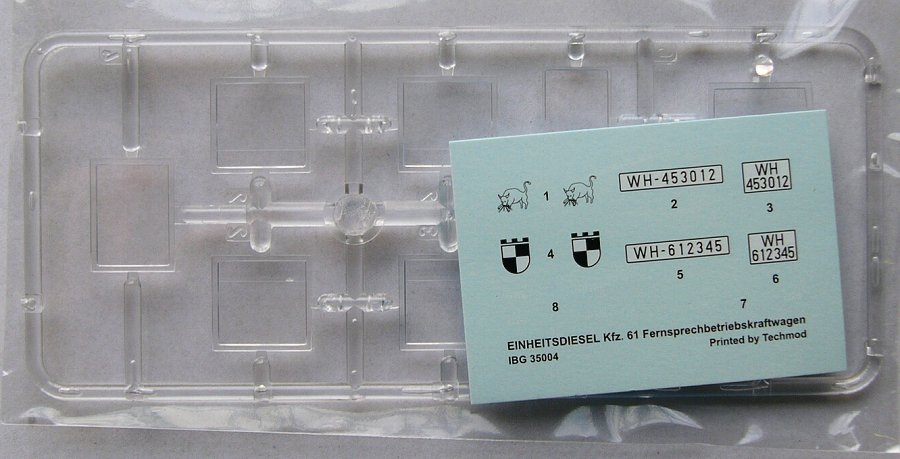 1
WH-453012
2
WH
453012
3
4
WH-612345
5
WH
612345
6
8
7
EINHEITSDIESEL Kfz. 61 Fernsprechbetriebskraftwagen
IBG 35004
Printed by Techmod